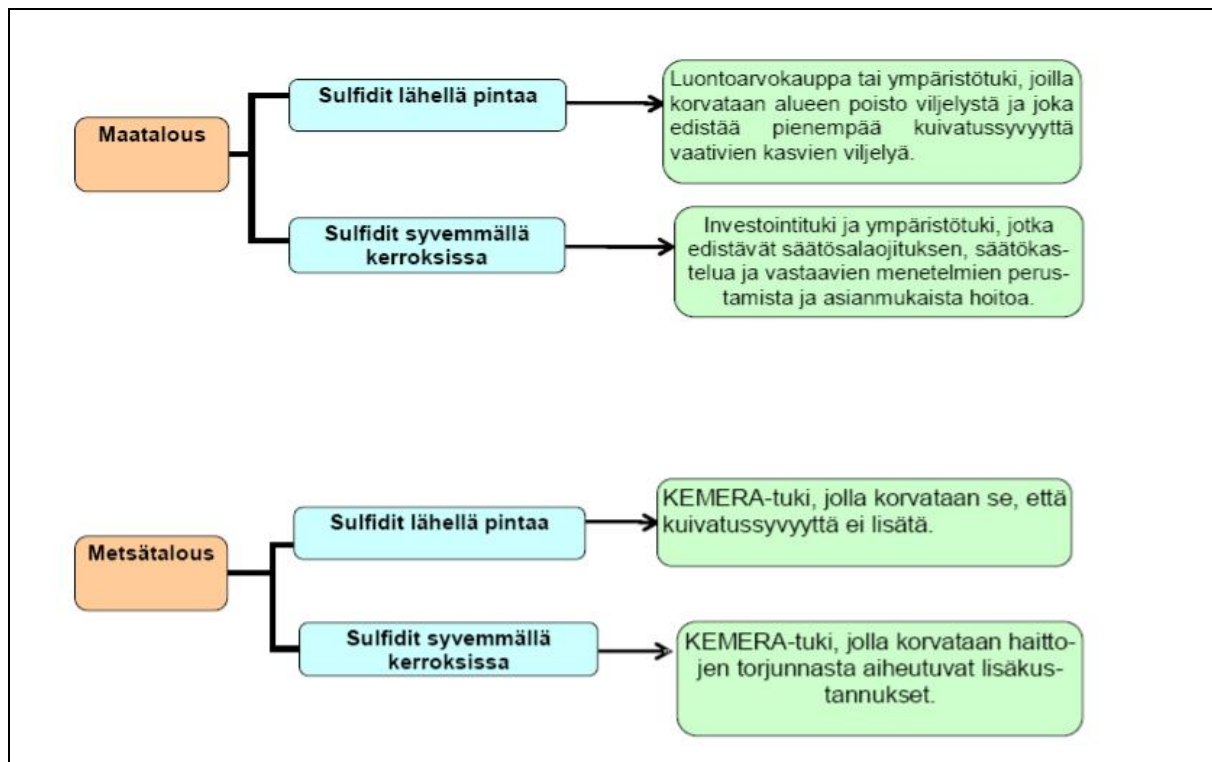 Maatalous
Sulfidit lähellä pintaa
Luontoarvokauppa tai ympäristötuki, joilla
korvataan alueen poisto viljelystä ja joka
edistää pienempää kuivatussyvyyttä
vaativien kasvien viljelyä.
Sulfidit syvemmällä
kerroksissa
Investointituki ja ympäristötuki, jotka
edistävät säätösalaojituksen, säätökas-
telua ja vastaavien menetelmien perus-
tamista ja asianmukaista hoitoa.
Metsätalous
Sulfidit lähellä pintaa
KEMERA-tuki, jolla korvataan se, että
kuivatussyvyyttä ei lisätä.
Sulfidit syvemmällä
kerroksissa
KEMERA-tuki, jolla korvataan haitto-
jen torjunnasta aiheutuvat lisäkus-
tannukset.